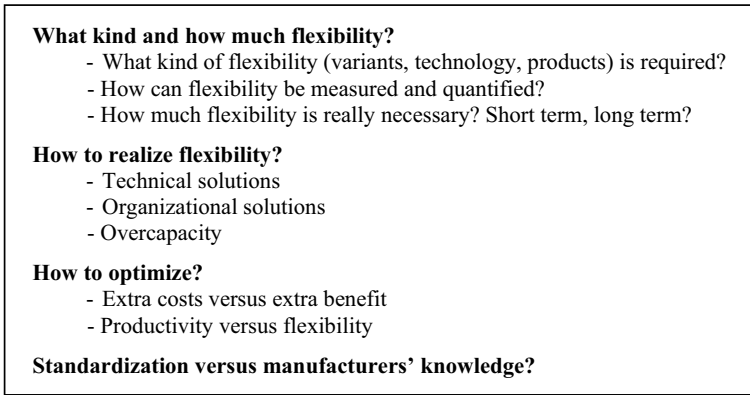 What kind and how much flexibility?
- What kind of flexibility (variants, technology, products) is required?
- How can flexibility be measured and quantified?
- How much flexibility is really necessary? Short term, long term?
How to realize flexibility?
- Technical solutions
- Organizational solutions
- Overcapacity
How to optimize?
- Extra costs versus extra benefit
- Productivity versus flexibility
Standardization versus manufacturers’ knowledge?